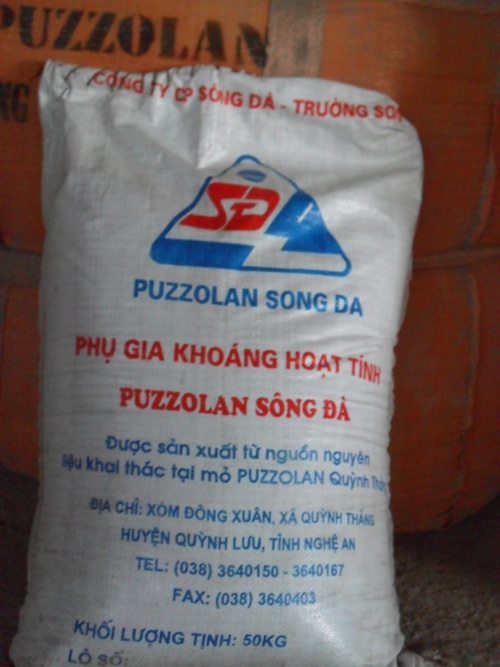 PUZZOLAN
CÔNG TY CP SÔNG ĐÀ - TRƯỜNG SƠN
SD
PUZZOLAN SONG DA
PHỤ GIA KHOÁNG HOẠT TÍNH
PUZZOLAN SÔNG ĐÀ
Được sản xuất từ nguồn nguyên
liệu khai thác tại mỏ PUZZOLAN Quỳnh Thắng
ĐỊA CHỈ: XÓM ĐÔNG XUÂN, XÃ QUỲNH THẮNG
HUYỆN QUỲNH LƯU, TỈNH NGHỆ AN
TEL: (038) 3640150 - 3640167
FAX: (038) 3640403
KHỐI LƯỢNG TỊNH: 50KG
LÔ SỐ: